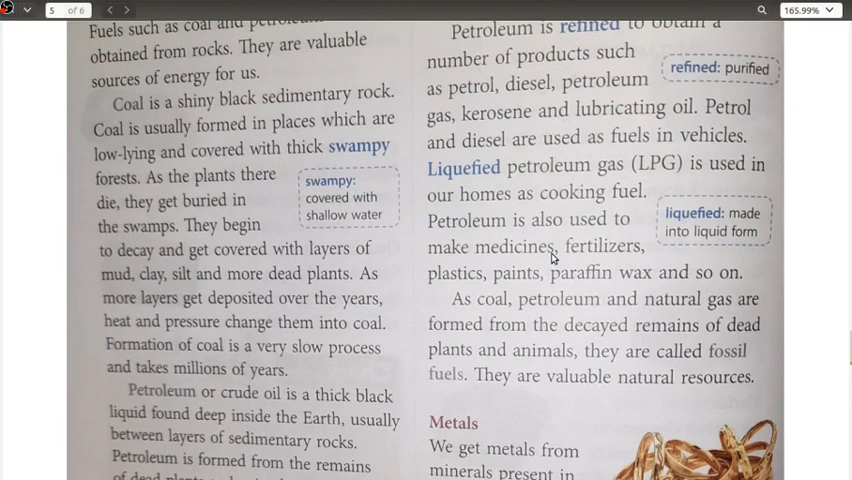 5 of 6
165.99%
Fuels such as coal and petroleum
obtained from rocks. They are valuable
sources of energy for us.
Coal is a shiny black sedimentary rock.
Coal is usually formed in places which are
low-lying and covered with thick swampy
forests. As the plants there
die, they get buried in
the swamps. They begin
swampy:
covered with
shallow water
to decay and get covered with layers of
mud, clay, silt and more dead plants. As
more layers get deposited over the years,
heat and pressure change them into coal.
Formation of coal is a very slow process
and takes millions of years.
Petroleum or crude oil is a thick black
liquid found deep inside the Earth, usually
between layers of sedimentary rocks.
Petroleum is formed from the remains
of dead plants
Petroleum is refined to obtain a
number of products such
as petrol, diesel, petroleum
refined: purified
gas, kerosene and lubricating oil. Petrol
and diesel are used as fuels in vehicles.
Liquefied petroleum gas (LPG) is used in
our homes as cooking fuel.
Petroleum is also used to
make medicines, fertilizers,
liquefied: made
into liquid form
plastics, paints, paraffin wax and so on.
As coal, petroleum and natural gas are
formed from the decayed remains of dead
plants and animals, they are called fossil
fuels. They are valuable natural resources.
Metals
We get metals from
minerals present in